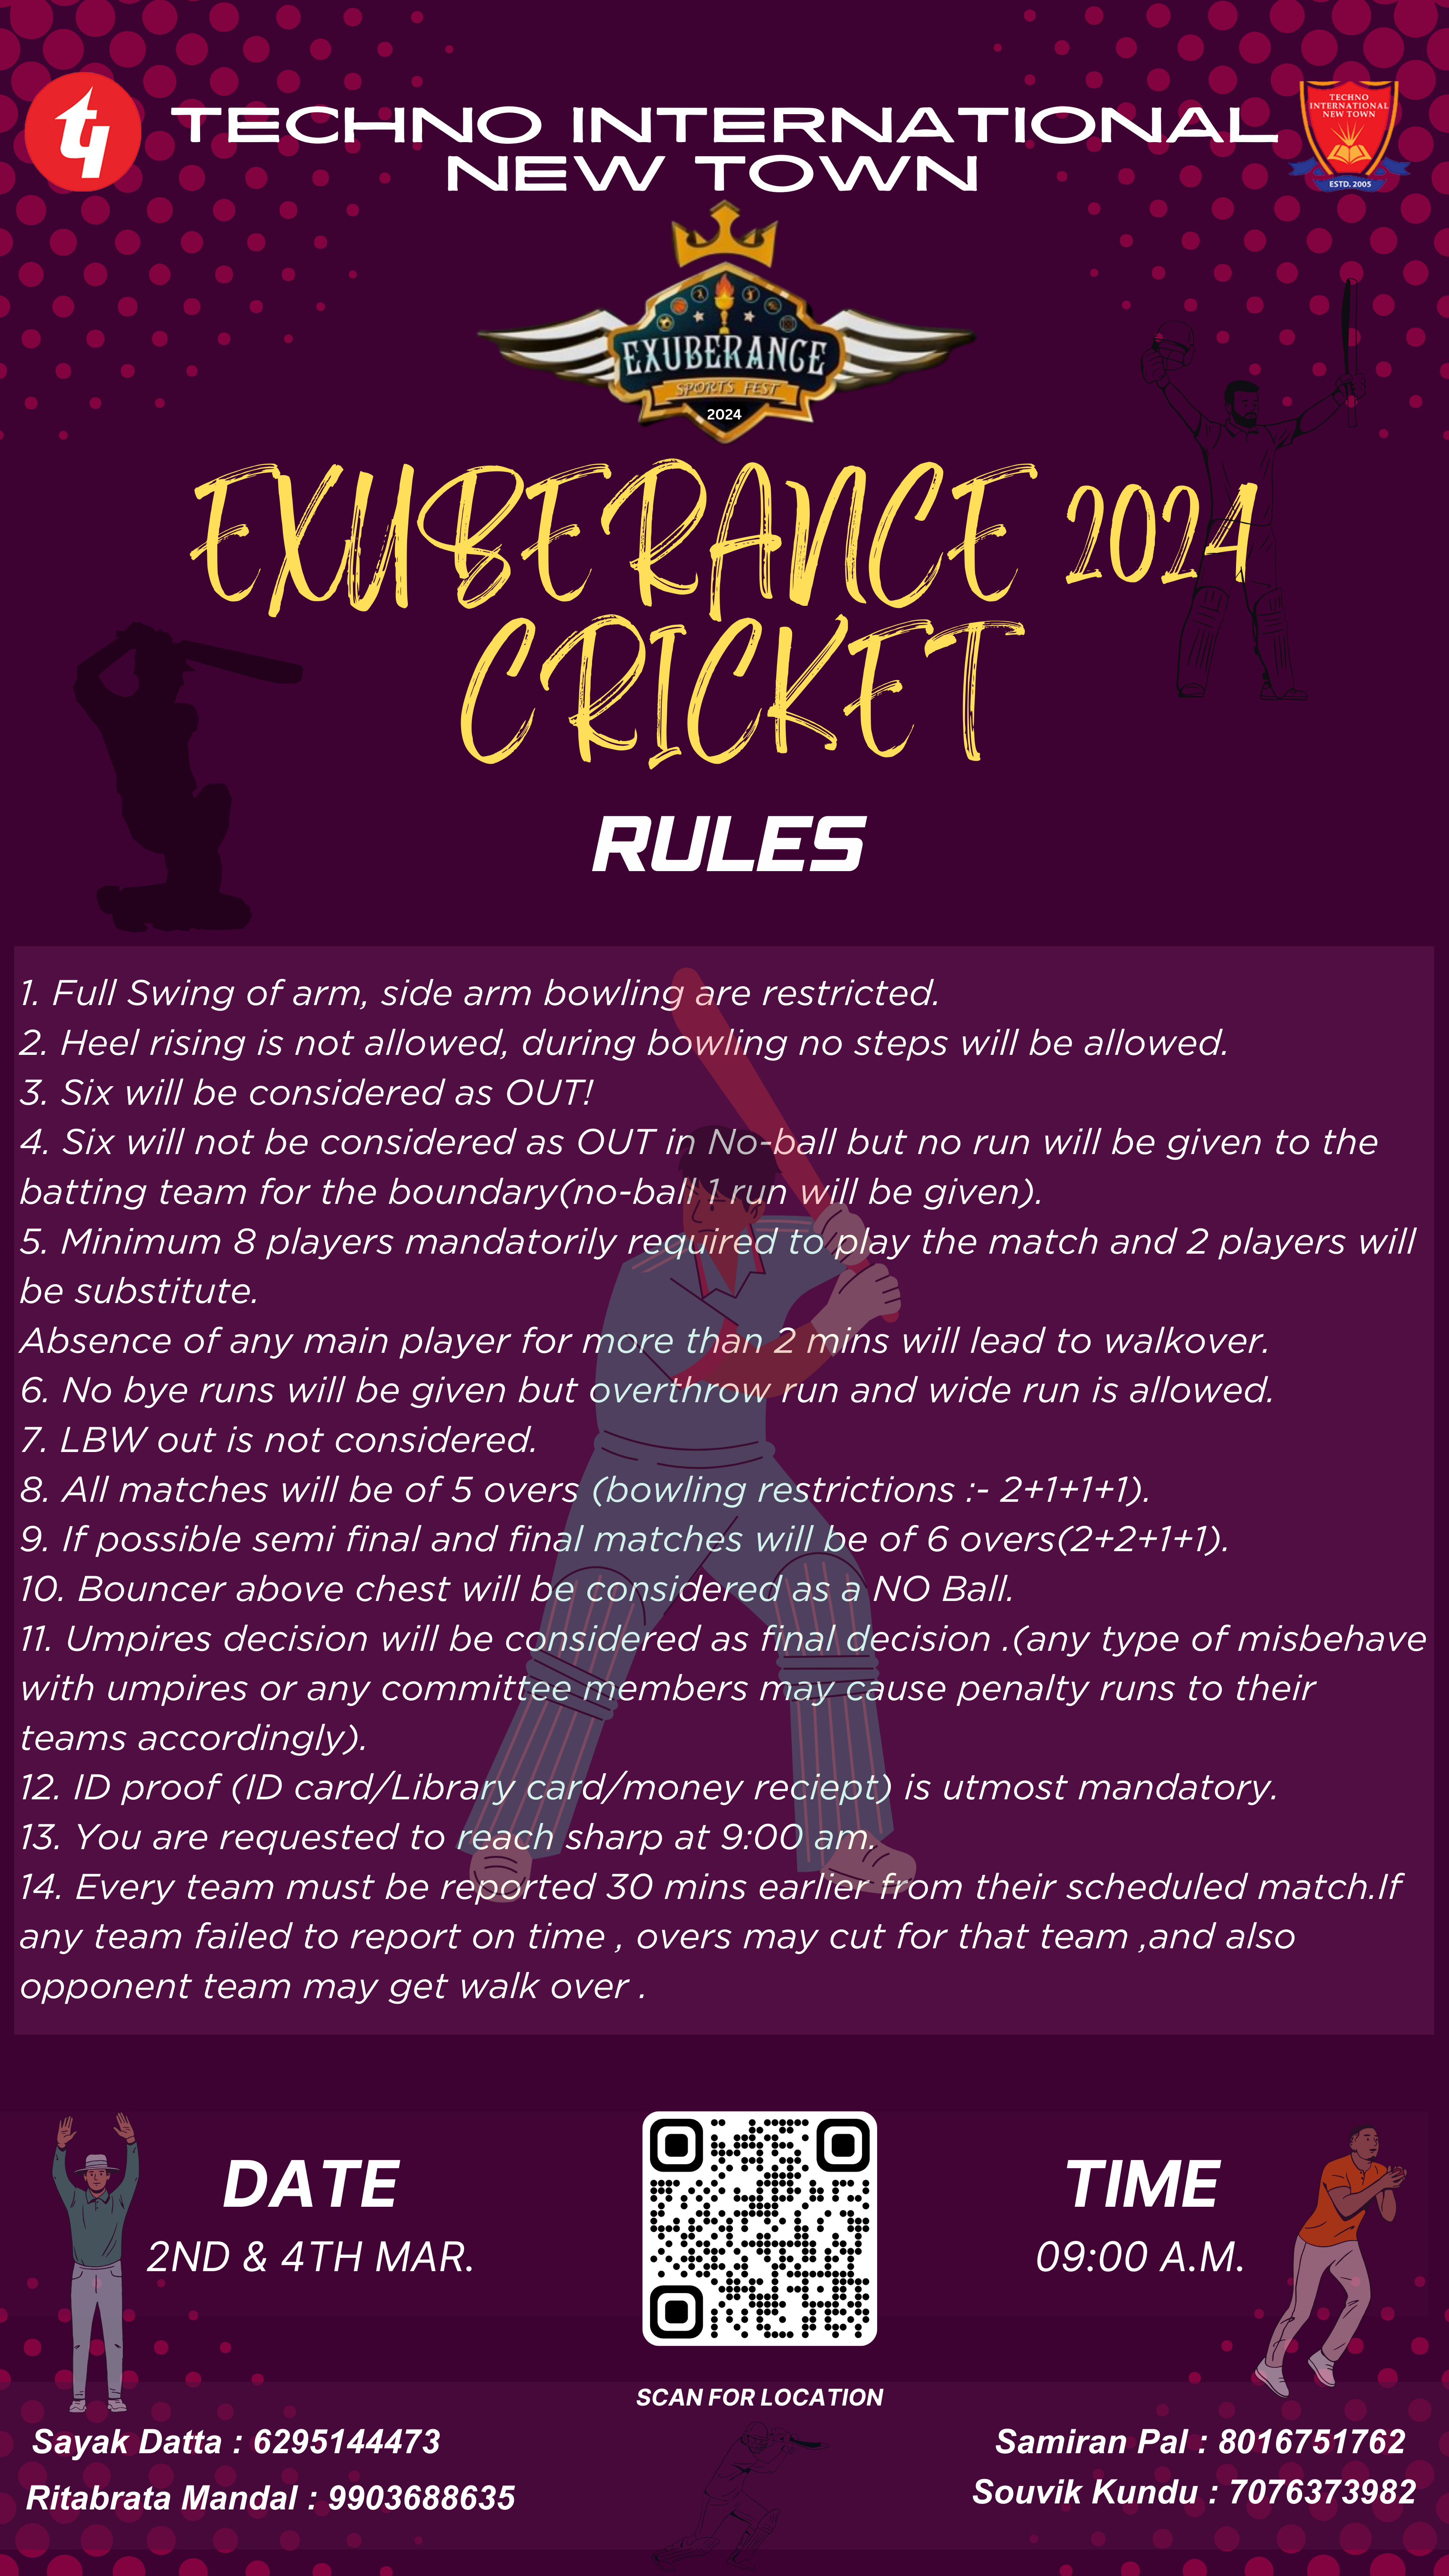 TECHNO INTERNATIONAL
NEW TOWN
TECHNO
INTERNATIONAL
NEW TOWN
ESTD. 2005
EXUBERANCE
SPORTS FEST
2024
EXUBERANCE 2024
CRICKET
RULES
1. Full Swing of arm, side arm bowling are restricted.
2. Heel rising is not allowed, during bowling no steps will be allowed.
3. Six will be considered as OUT!
4. Six will not be considered as OUT in No-ball but no run will be given to the
batting team for the boundary(no-ball 1 run will be given).
5. Minimum 8 players mandatorily required to play the match and 2 players will
be substitute.
Absence of any main player for more than 2 mins will lead to walkover.
6. No bye runs will be given but overthrow run and wide run is allowed.
7. LBW out is not considered.
8. All matches will be of 5 overs (bowling restrictions :- 2+1+1+1).
9. If possible semi final and final matches will be of 6 overs(2+2+1+1).
10. Bouncer above chest will be considered as a NO Ball.
11. Umpires decision will be considered as final decision .(any type of misbehave
with umpires or any committee members may cause penalty runs to their
teams accordingly).
12. ID proof (ID card/Library card/money reciept) is utmost mandatory.
13. You are requested to reach sharp at 9:00 am.
14. Every team must be reported 30 mins earlier from their scheduled match.If
any team failed to report on time , overs may cut for that team ,and also
opponent team may get walk over .
DATE
2ND & 4TH MAR.
TIME
09:00 A.M.
SCAN FOR LOCATION
Sayak Datta : 6295144473
Ritabrata Mandal : 9903688635
Samiran Pal : 8016751762
Souvik Kundu : 7076373982